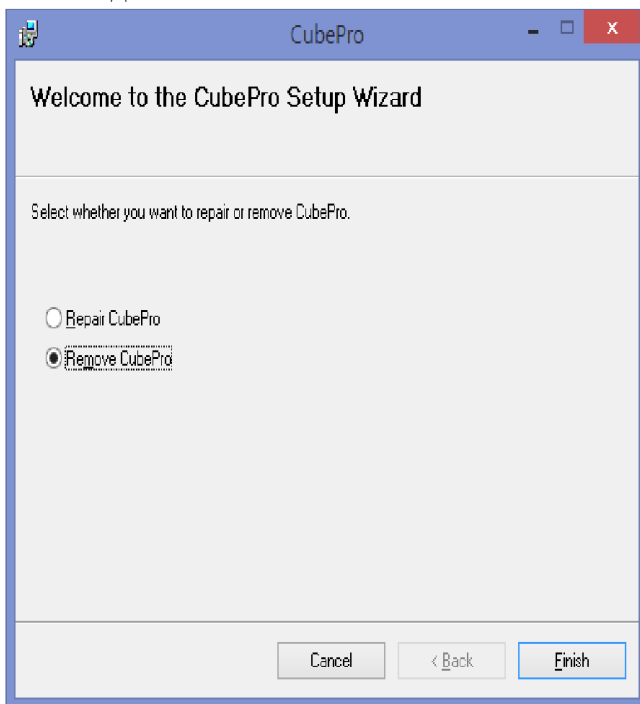 CubePro
Welcome to the CubePro Setup Wizard
Select whether you want to repair or remove CubePro.
Repair CubePro
Remove CubePro
Cancel
< Back
Finish